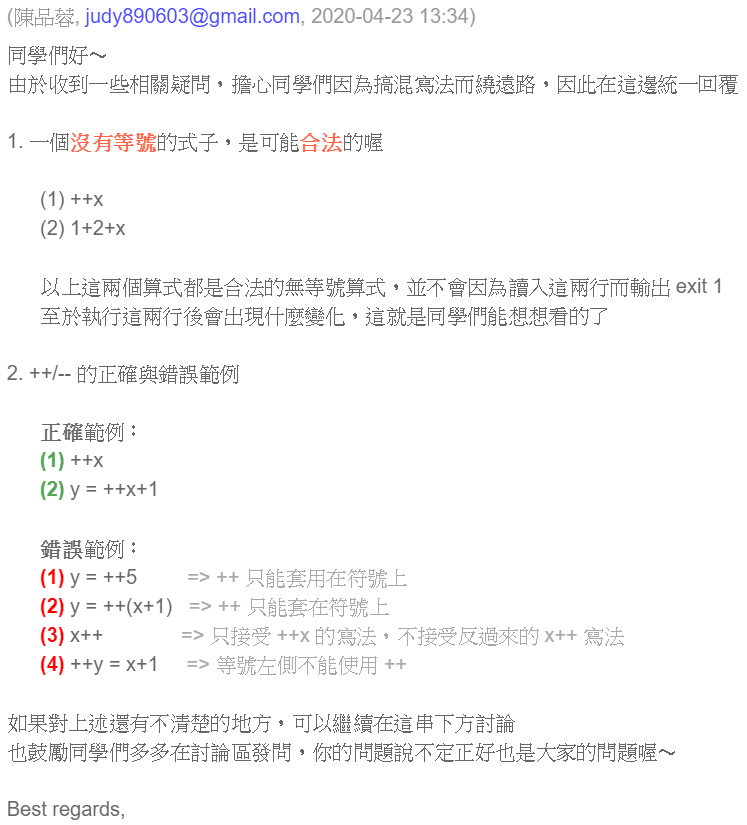 (陳品蓉, judy890603@gmail.com, 2020-04-23 13:34)
同學們好～
由於收到一些相關疑問，擔心同學們因為搞混寫法而繞遠路，因此在這邊統一回覆
1. 一個沒有等號的式子，是可能合法的喔
(1) ++x
(2) 1+2+x
以上這兩個算式都是合法的無等號算式，並不會因為讀入這兩行而輸出 exit 1
至於執行這兩行後會出現什麼變化，這就是同學們能想想看的了
2. ++/-- 的正確與錯誤範例
正確範例：
(1) ++x
(2) y = ++x+1
錯誤範例：
(1) y = ++5 => ++ 只能套用在符號上
(2) y = ++(x+1) => ++ 只能套在符號上
(3) x++ => 只接受 ++x 的寫法，不接受反過來的 x++ 寫法
(4) ++y = x+1 => 等號左側不能使用 ++
如果對上述還有不清楚的地方，可以繼續在這串下方討論
也鼓勵同學們多多在討論區發問，你的問題說不定正好也是大家的問題喔～
Best regards,